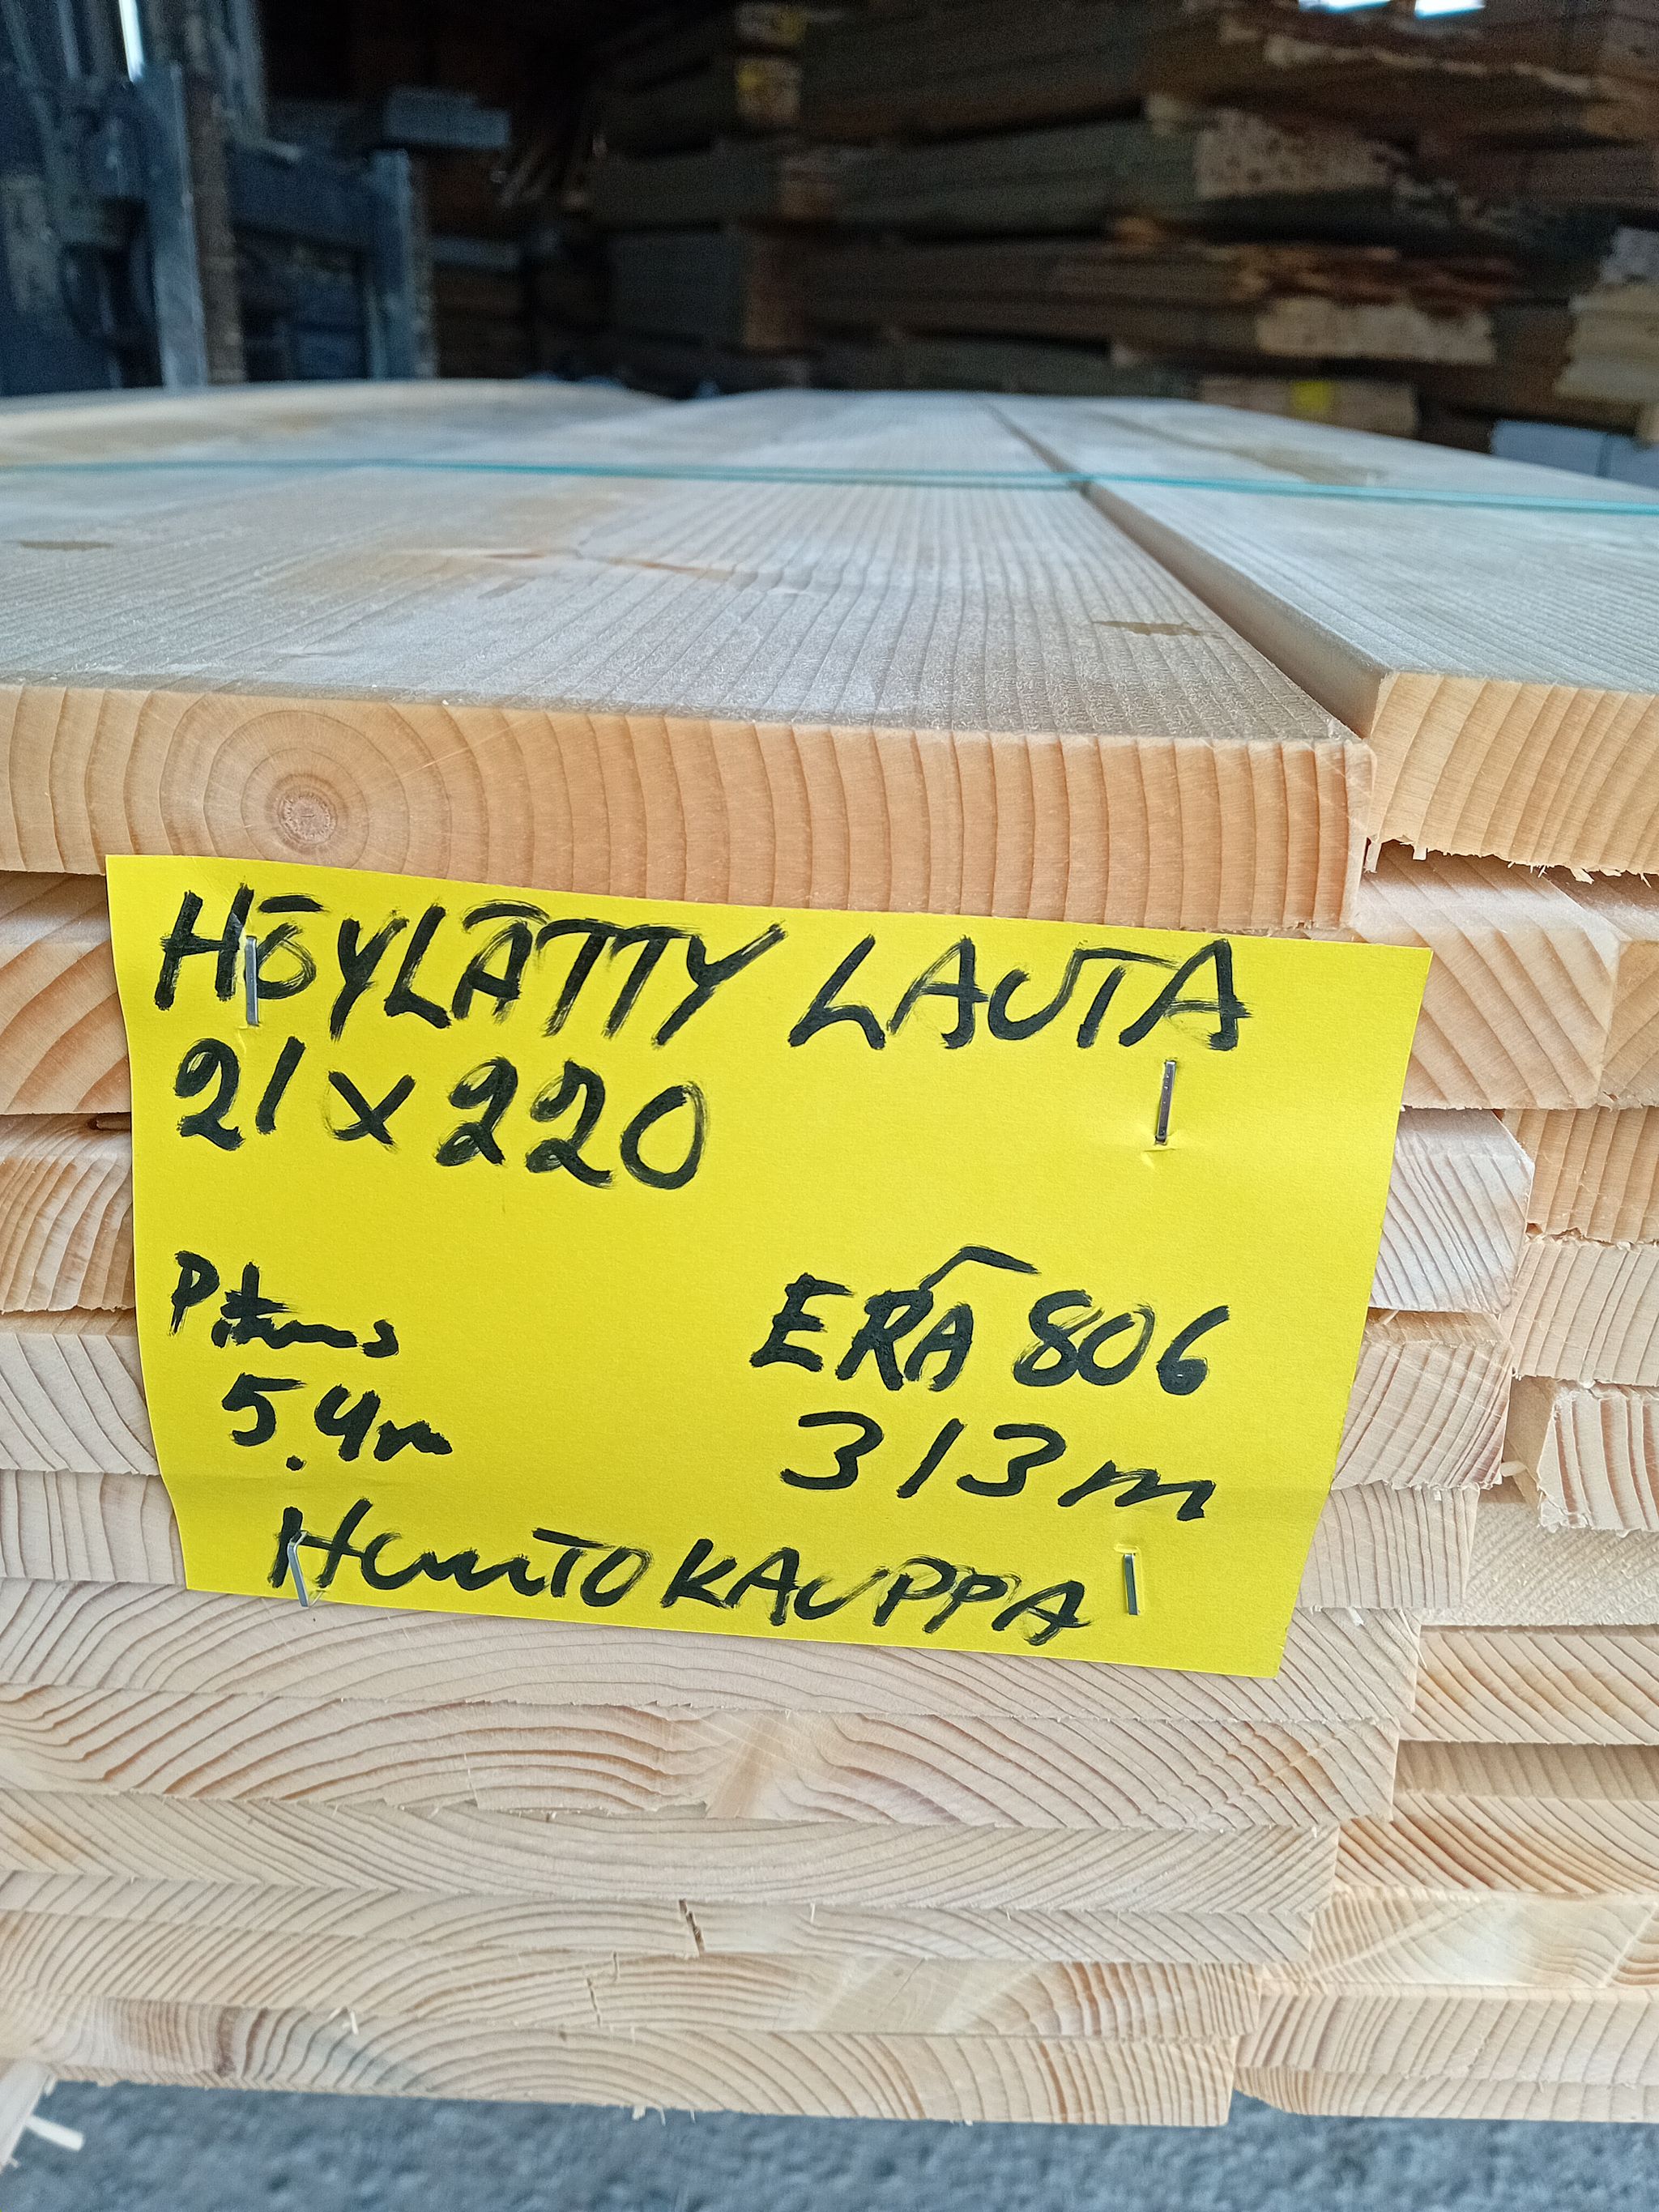 HÖYLÄTTY LAUTA
21 x 220
Pituus
5.4m
ERÄ 806
313 m
HUUTOKAUPPA